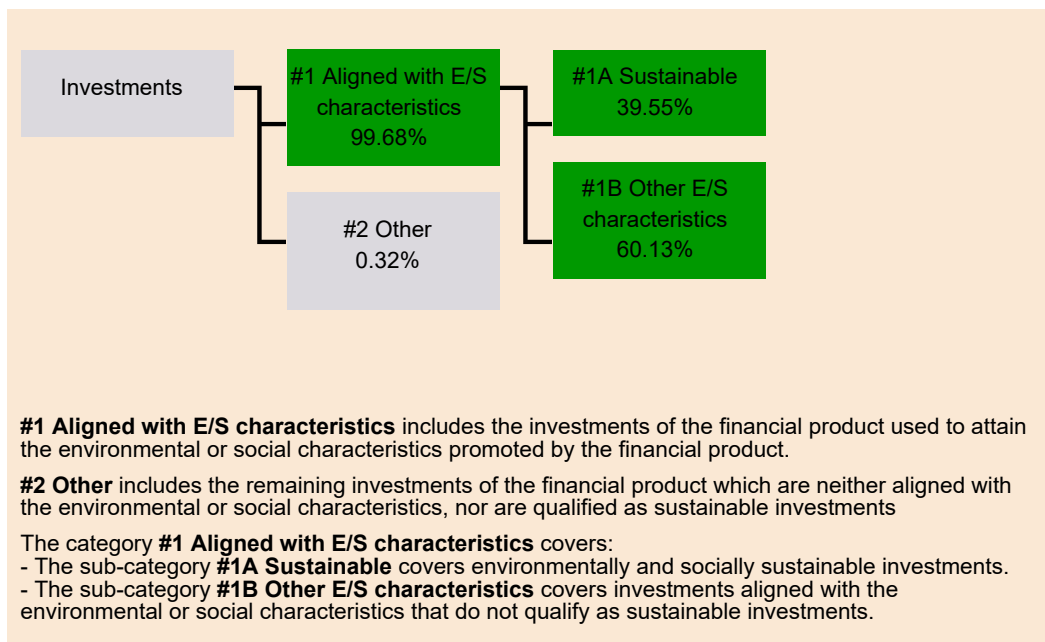 Investments
#1 Aligned with E/S
characteristics
99.68%
#1A Sustainable
39.55%
#2 Other
0.32%
#1B Other E/S
characteristics
60.13%
#1 Aligned with E/S characteristics includes the investments of the financial product used to attain
the environmental or social characteristics promoted by the financial product.
#2 Other includes the remaining investments of the financial product which are neither aligned with
the environmental or social characteristics, nor are qualified as sustainable investments
The category #1 Aligned with E/S characteristics covers:
- The sub-category #1A Sustainable covers environmentally and socially sustainable investments.
- The sub-category #1B Other E/S characteristics covers investments aligned with the
environmental or social characteristics that do not qualify as sustainable investments.